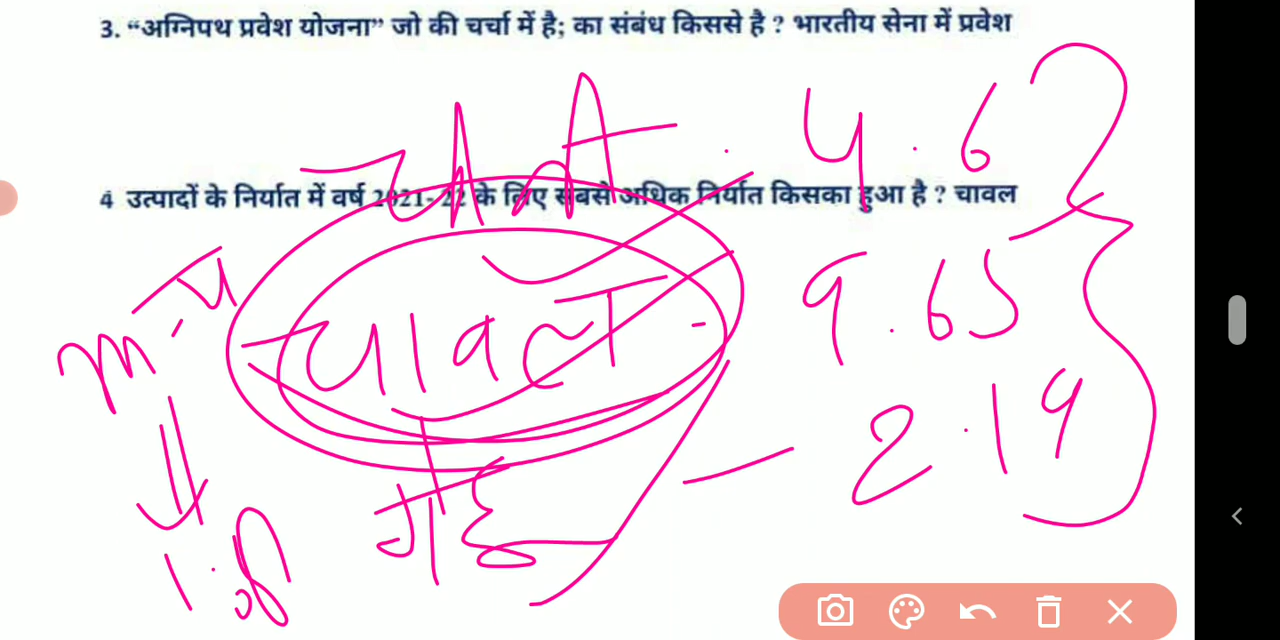 3. “अग्निपथ प्रवेश योजना” जो की चर्चा में है; का संबंध किससे है ? भारतीय सेना में प्रवेश
4.6
4 उत्पादों के निर्यात में वर्ष 2021-22 के लिए सबसे अधिक निर्यात किसका हुआ है ? चावल
चावल - 9.65
गेहूँ - 2.19